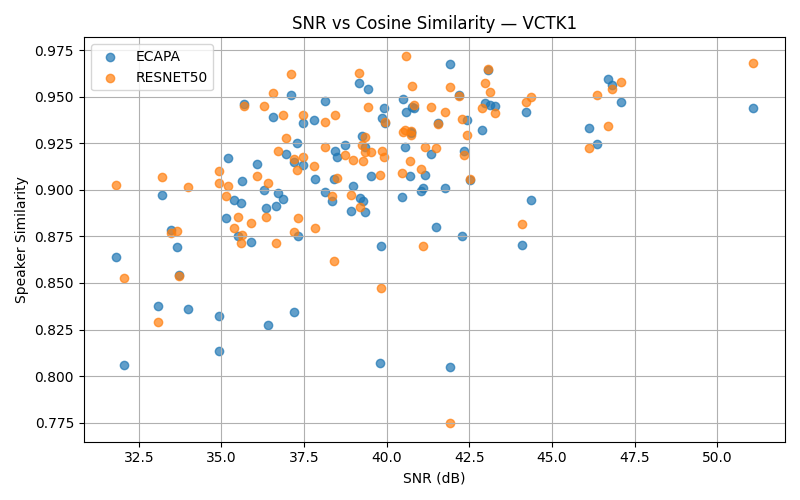 SNR vs Cosine Similarity — VCTK1
ECAPA
RESNET50
Speaker Similarity
0.975
0.950
0.925
0.900
0.875
0.850
0.825
0.800
0.775
32.5 35.0 37.5 40.0 42.5 45.0 47.5 50.0
SNR (dB)